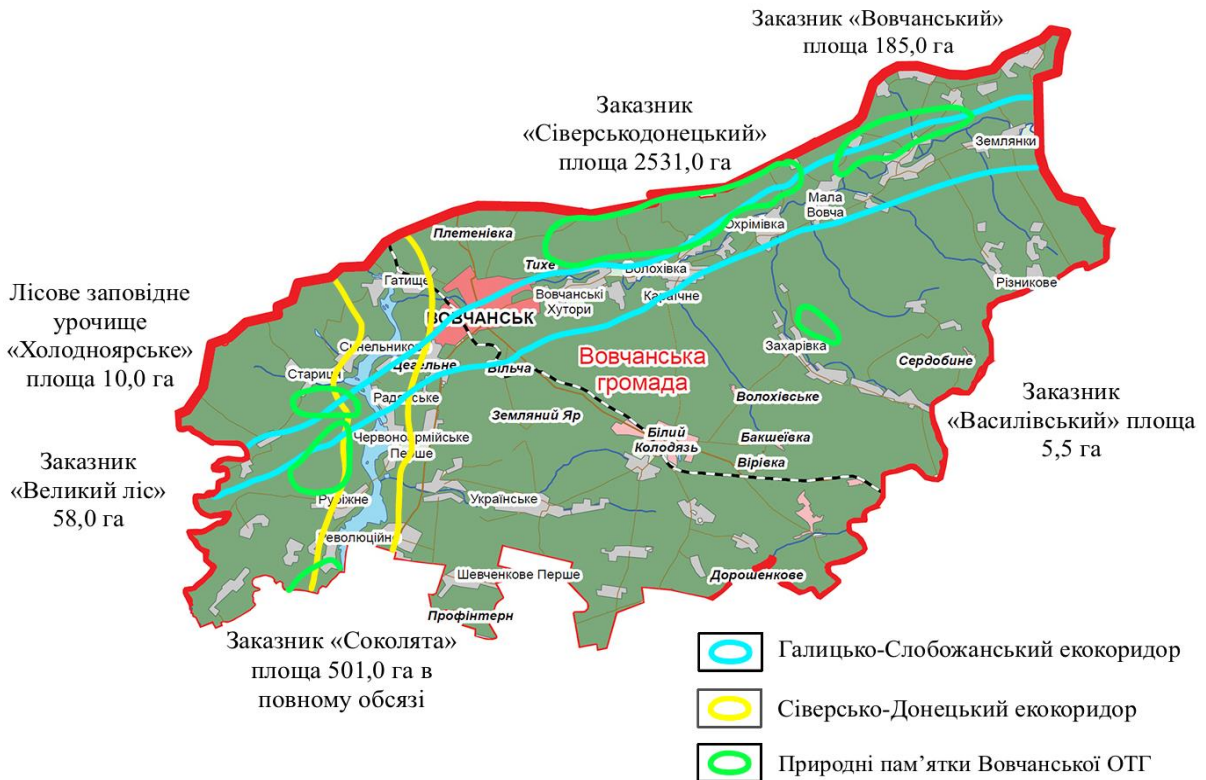 Заказник «Вовчанський»
площа 185,0 га
Заказник
«Сіверськодонецький»
площа 2531,0 га
Землянки
Мала
Вовча
Охрімівка
Плетенівка
Тихе
Волохівка
Гатище
Вовчанські
Хутори
Караїчне
Різникове
Лісове заповідне
урочище
«Холодноярське»
площа 10,0 га
ВОВЧАНСЬК
Синельниково
Цегельне
Вільча
Вовчанська
громада
Захарівка
Сердобине
Стариця
Радянське
Волохівське
Заказник
«Василівський» площа
5,5 га
Земляний Яр
Червоноармійське
Перше
Білий
Колодязь
Бакшеївка
Вірівка
Заказник
«Великий ліс»
58,0 га
Рубіжне
Українське
Революційне
Шевченкове Перше
Дорошенкове
Профінтерн
Заказник «Соколята»
площа 501,0 га в
повному обсязі
Галицько-Слобожанський екокоридор
Сіверсько-Донецький екокоридор
Природні пам’ятки Вовчанської ОТГ